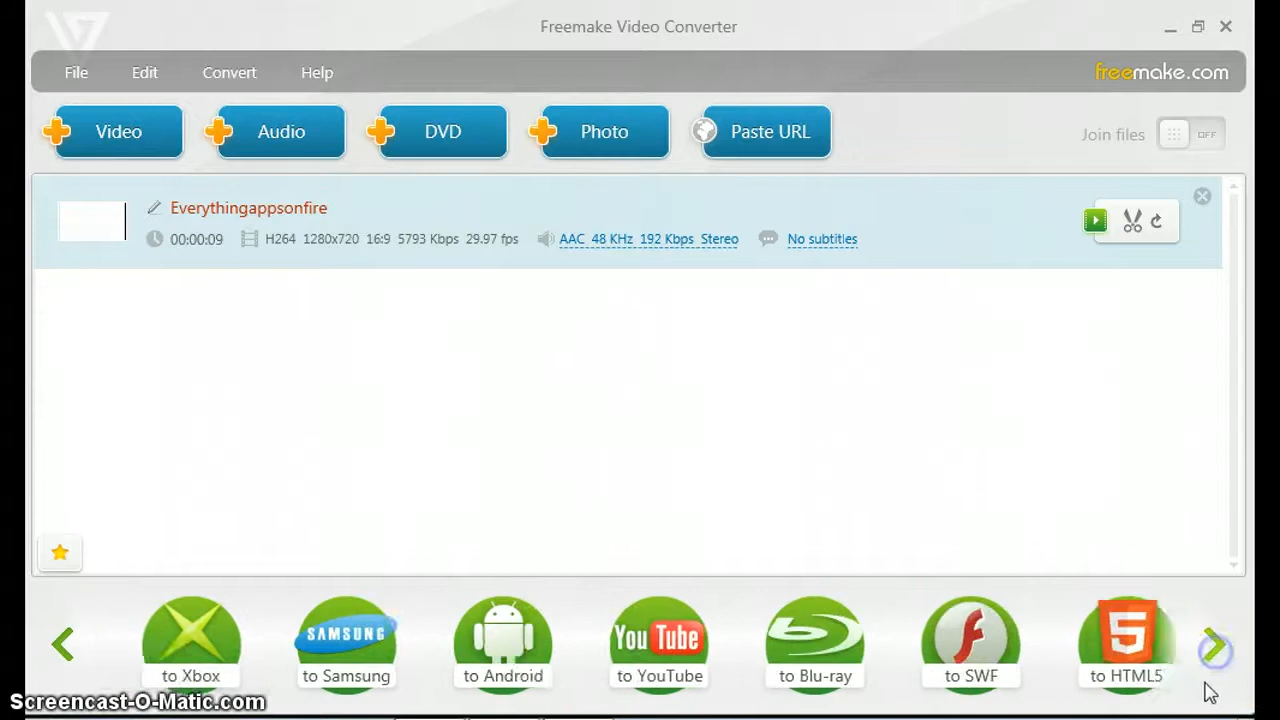 Freemake Video Converter
File Edit Convert Help freemake.com
Video Audio DVD Photo Paste URL Join files OFF
Everythingappsonfire
00:00:09 H264 1280x720 16:9 5793 Kbps 29.97 fps AAC 48 KHz 192 Kbps Stereo No subtitles
SAMSUNG YouTube 5
to Xbox to Samsung to Android to YouTube to Blu-ray to SWF to HTML5
Screencast-O-Matic.com